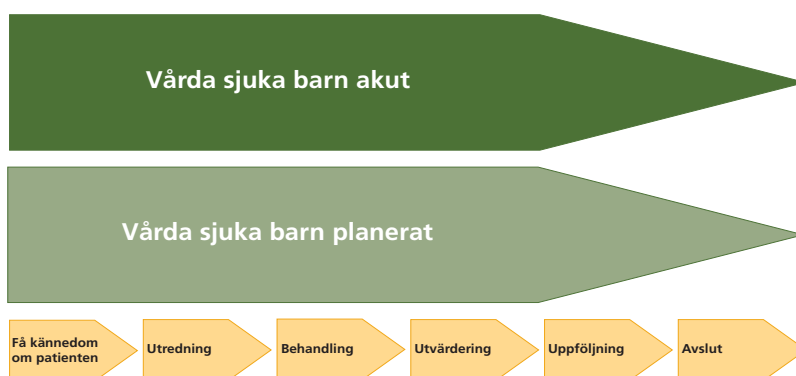 Vårda sjuka barn akut
Vårda sjuka barn planerat
Få kännedom
om patienten
Utredning
Behandling
Utvärdering
Uppföljning
Avslut